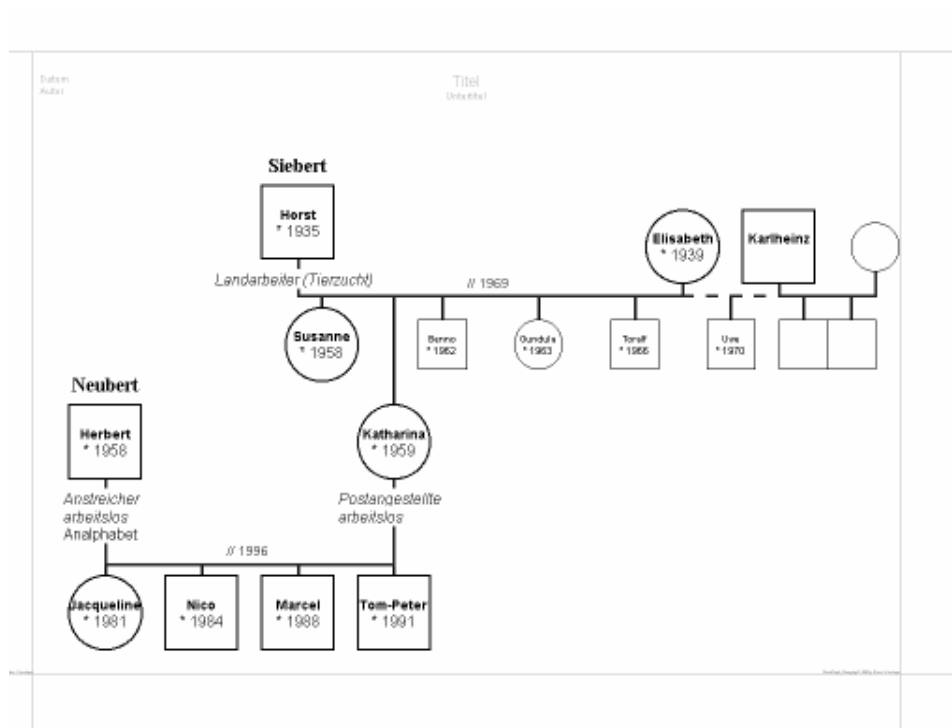 Datum
Autor
Titel
Untertitel
Siebert
Horst
* 1935
Elisabeth
* 1939
Karlheinz
Landarbeiter (Tierzucht)
// 1969
Susanne
* 1958
Benno
* 1962
Gundula
* 1963
Toralf
* 1966
Uwe
* 1970
Neubert
Herbert
* 1958
Katharina
* 1959
Anstreicher
arbeitslos
Analphabet
Postangestellte
arbeitslos
// 1996
Jacqueline
* 1981
Nico
* 1984
Marcel
* 1988
Tom-Peter
* 1991